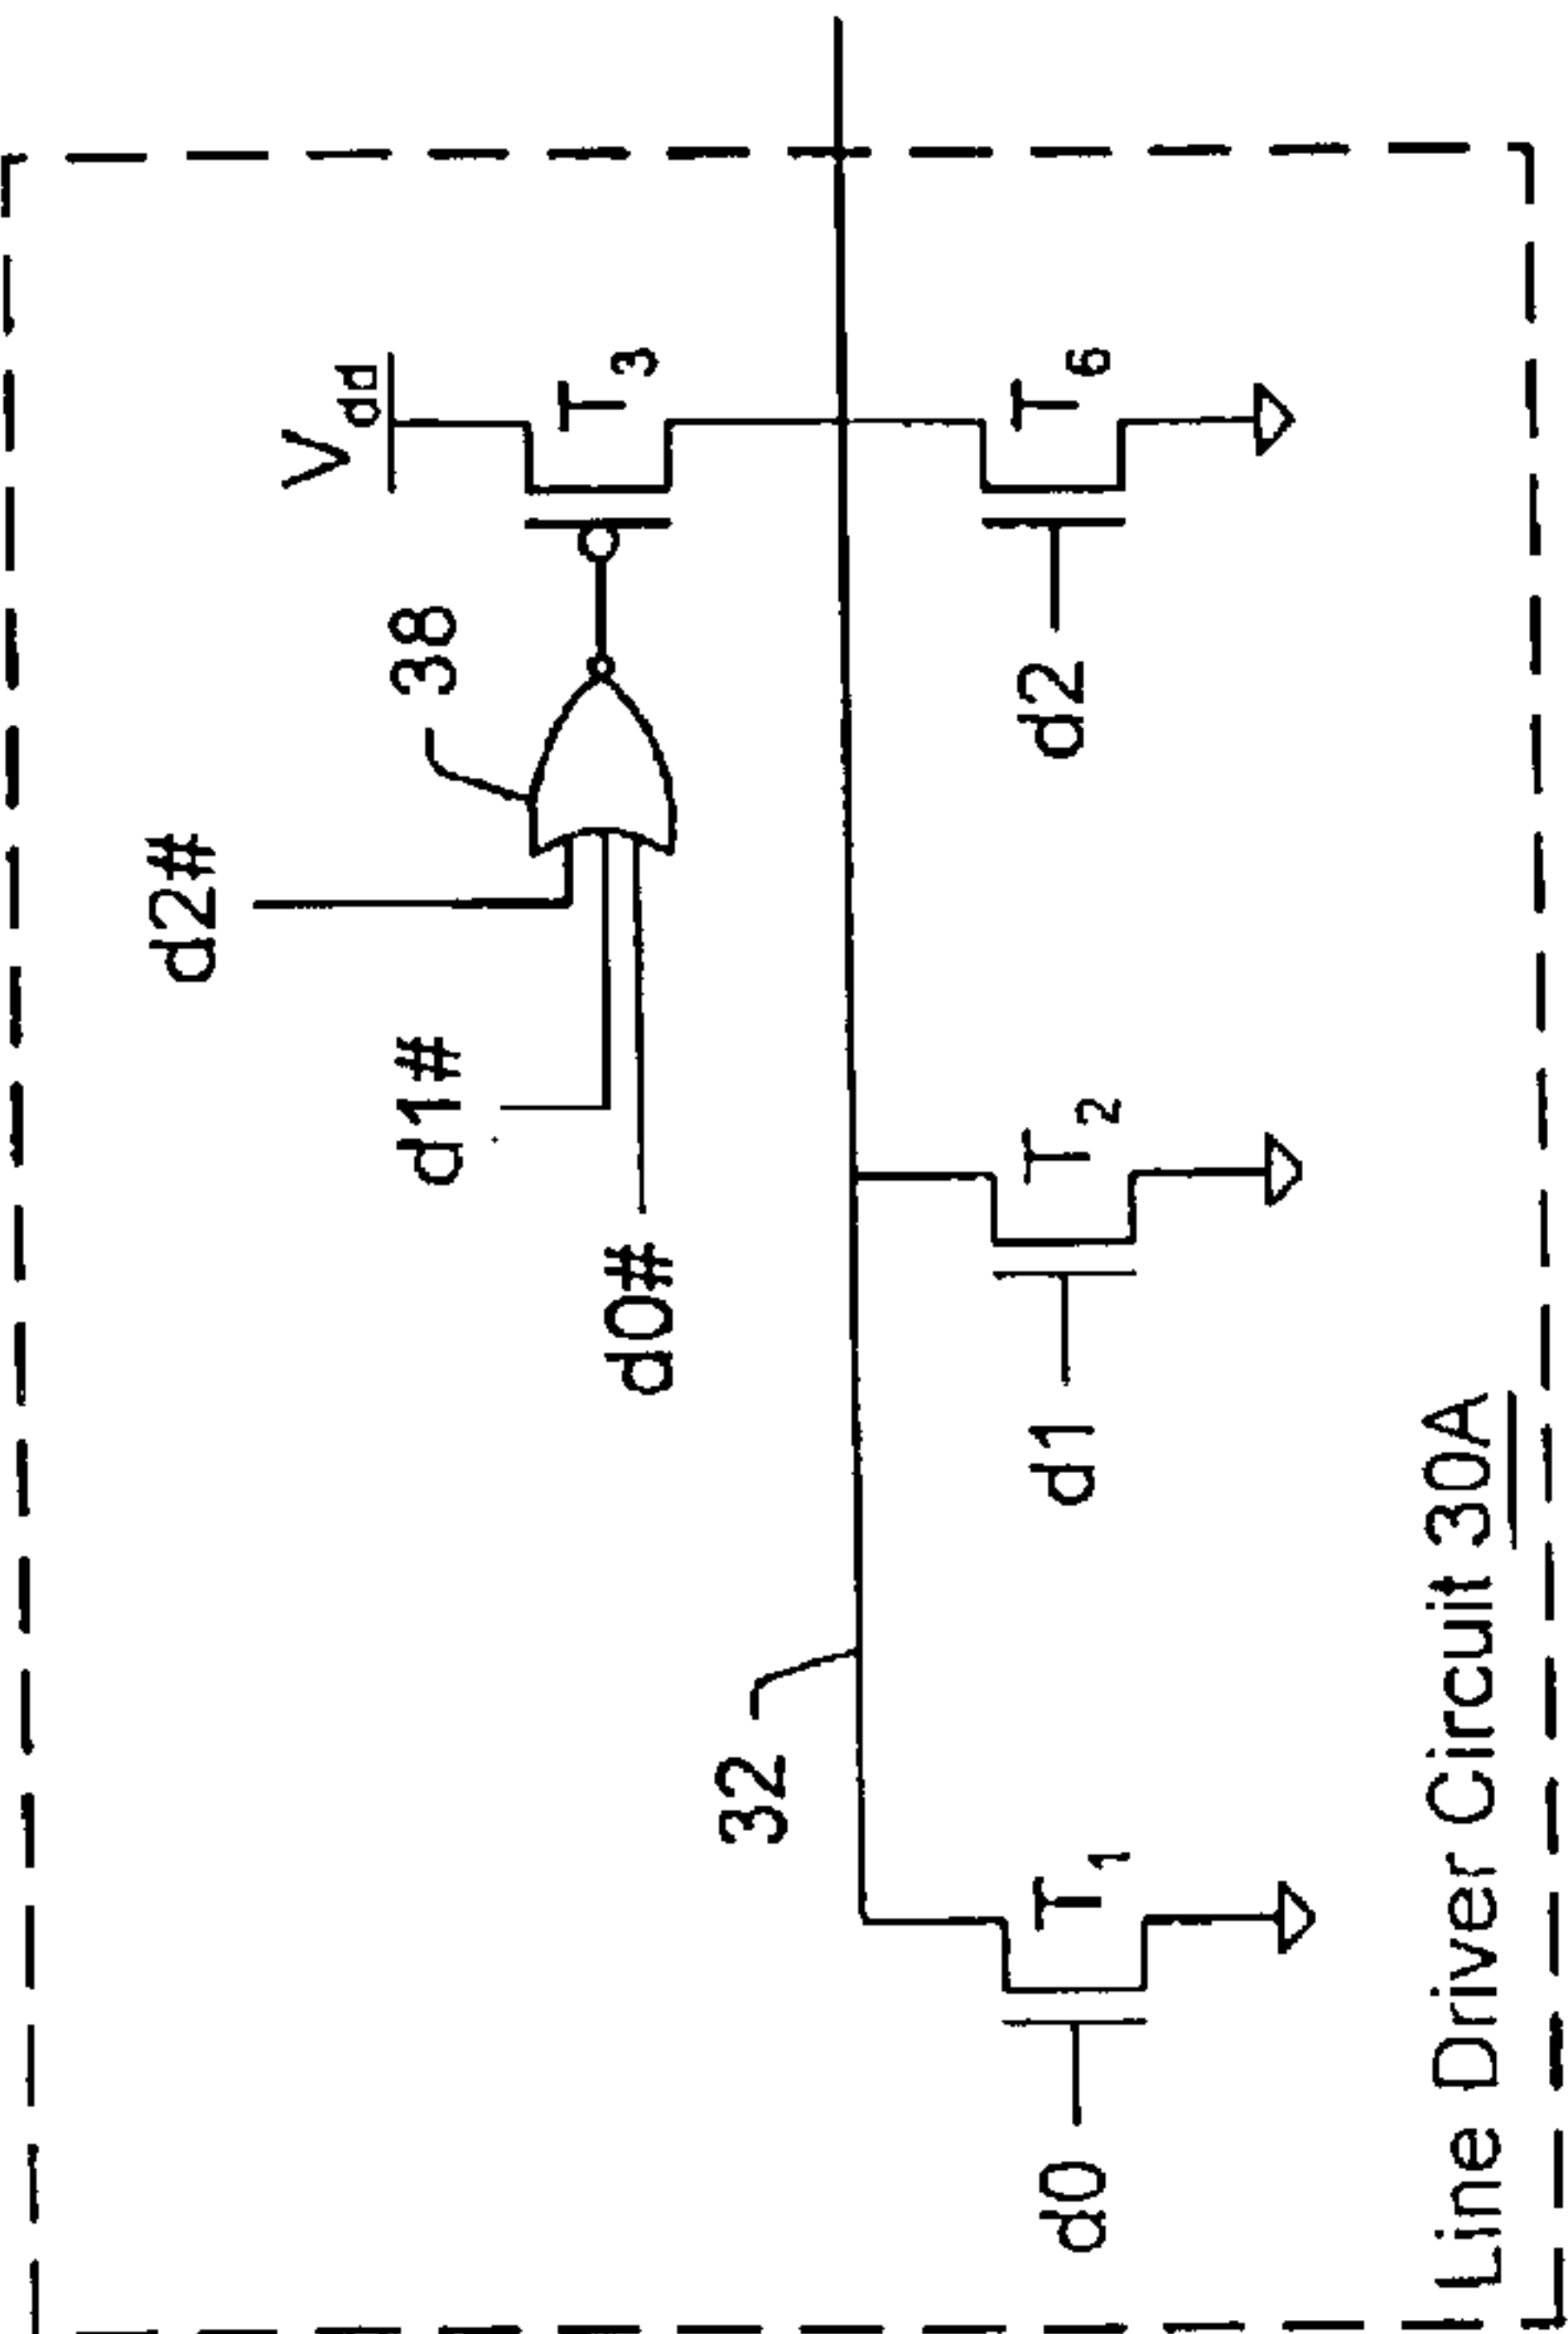 d2#
d1#
38
Vdd
d0#
T3
32
d0
T1
d1
T2
d2
T6
Line Driver Circuit 30A